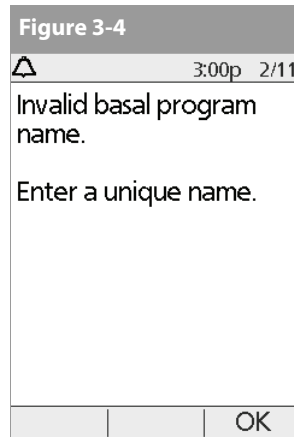 Figure 3-4
3:00p 2/11
Invalid basal program
name.
Enter a unique name.
OK